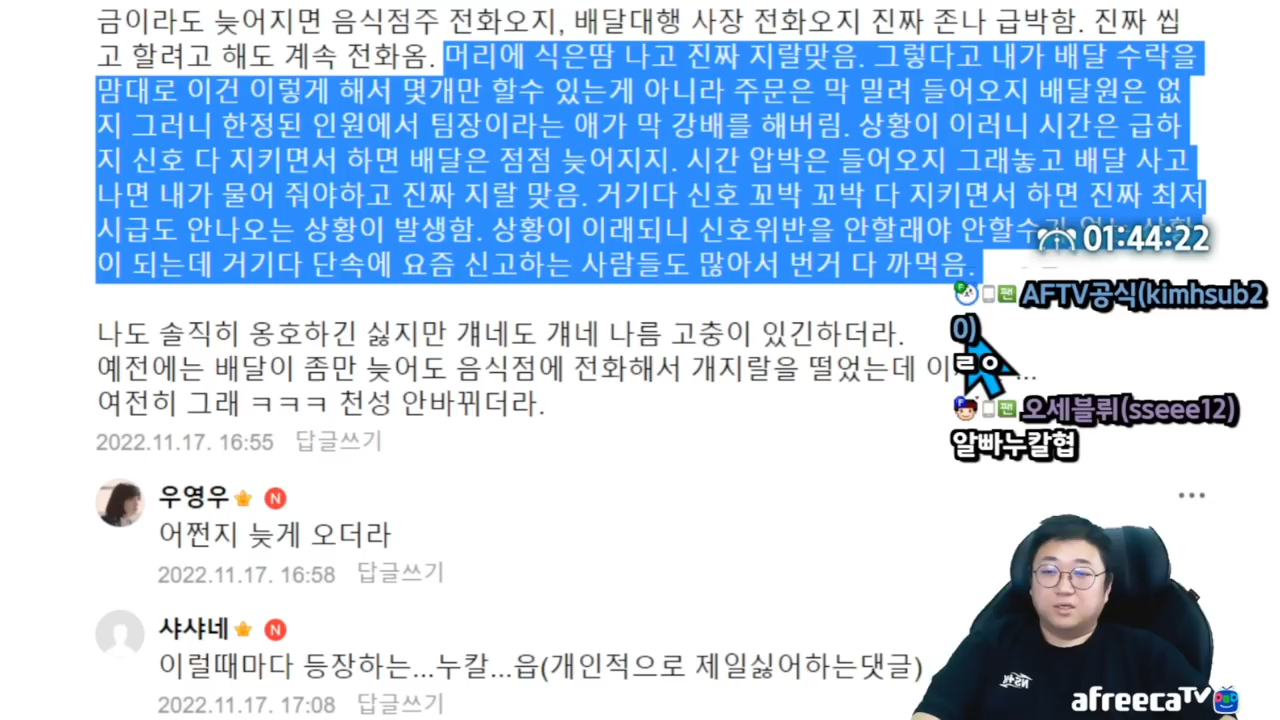 금이라도 늦어지면 음식점주 전화오지, 배달대행 사장 전화오지 진짜 존나 급박함. 진짜 씹
고 할려고 해도 계속 전화옴. 머리에 식은땀 나고 진짜 지랄맞음. 그렇다고 내가 배달 수락을
맘대로 이건 이렇게 해서 몇개만 할수 있는게 아니라 주문은 막 밀려 들어오지 배달원은 없
지 그러니 한정된 인원에서 팀장이라는 애가 막 강배를 해버림. 상황이 이러니 시간은 급하
지 신호 다 지키면서 하면 배달은 점점 늦어지지. 시간 압박은 들어오지 그래놓고 배달 사고
나면 내가 물어 줘야하고 진짜 지랄 맞음. 거기다 신호 꼬박 꼬박 다 지키면서 하면 진짜 최저
시급도 안나오는 상황이 발생함. 상황이 이래되니 신호위반을 안할래야
01:44:22
이 되는데 거기다 단속에 요즘 신고하는 사람들도 많아서 번거 다 까먹음.
AFTV공식(kimhsub2
0)
ㄹㅇ
나도 솔직히 옹호하긴 싫지만 걔네도 걔네 나름 고충이 있긴하더라.
예전에는 배달이 좀만 늦어도 음식점에 전화해서 개지랄을 떨었는데
여전히 그래 ㅋㅋㅋ 천성 안바뀌더라.
오세블뤼(sseee12)
알빠누칼협
2022.11.17. 16:55 답글쓰기
우영우 N
어쩐지 늦게 오더라
2022.11.17. 16:58 답글쓰기
샤샤네 N
이럴때마다 등장하는...누칼...읍(개인적으로 제일싫어하는댓글)
2022.11.17. 17:08 답글쓰기
afreecaTV